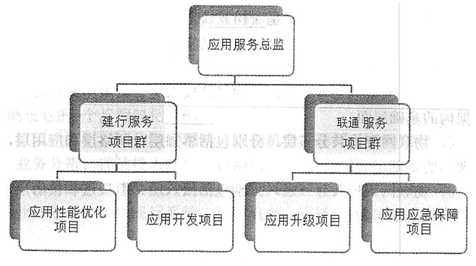 应用服务总监
建行服务
项目群
联通服务
项目群
应用性能优化
项目
应用开发项目
应用升级项目
应用应急保障
项目